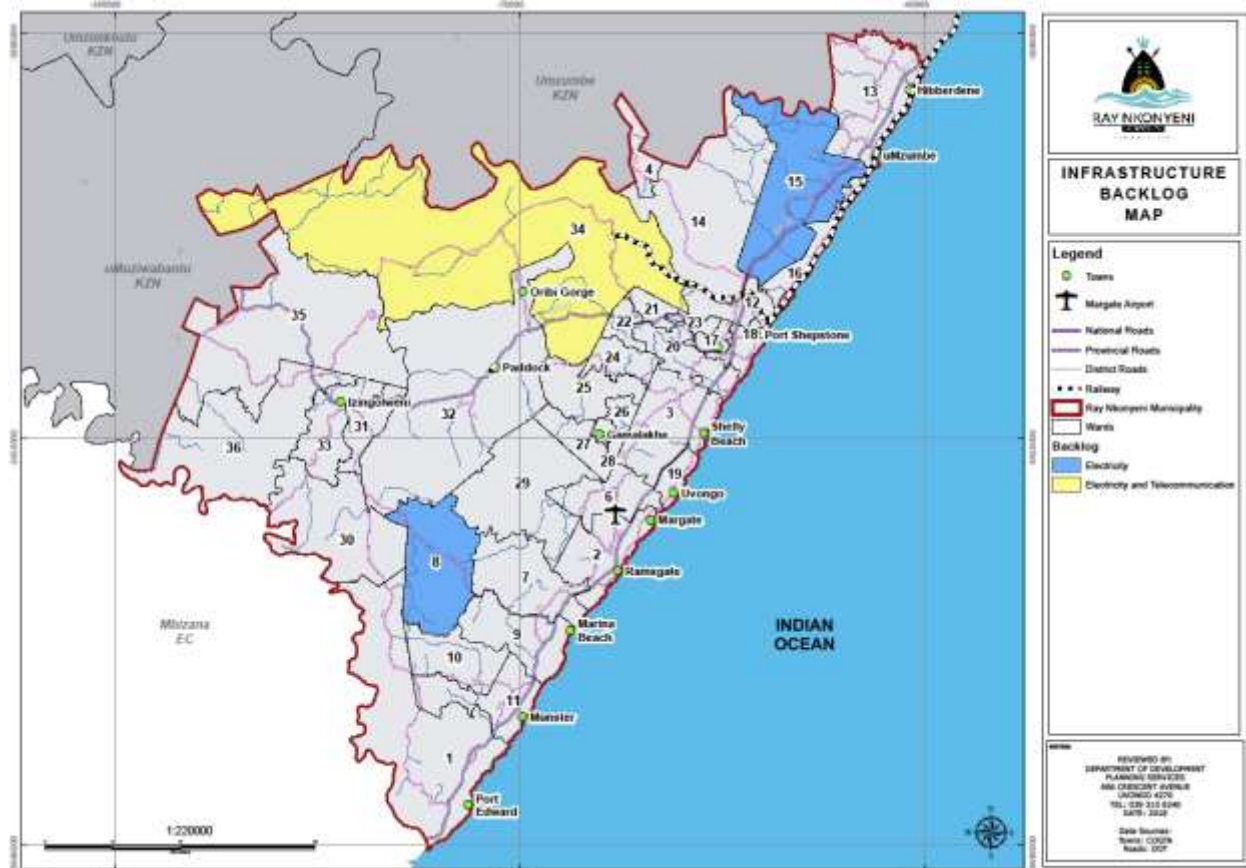 RAY NKONYENI
INFRASTRUCTURE
BACKLOG
MAP
Legend
Towns
Margate Airport
National Roads
Provincial Roads
District Roads
Railway
Ray Nkonyeni Municipality
Wards
Backlog
Electricity
Electricity and Telecommunication
REVIEWED BY:
DEPARTMENT OF DEVELOPMENT
PLANNING SERVICES
KZN
Umzumbe
KZN
13
Hibberdene
uMzumbe
4
15
14
34
uMuziwabantu
KZN
16
Oribi Gorge
35
21
12
22
23
18
Port Shepstone
17
20
24
Paddock
25
Izingolweni
31
32
26
3
27
Gamalakhe
Shelly
Beach
36
33
28
29
19
6
Uvongo
Margate
30
8
2
7
Ramsgate
Mbizana
EC
Marina
Beach
9
INDIAN
OCEAN
10
11
Munster
1
Port
Edward
1:220000